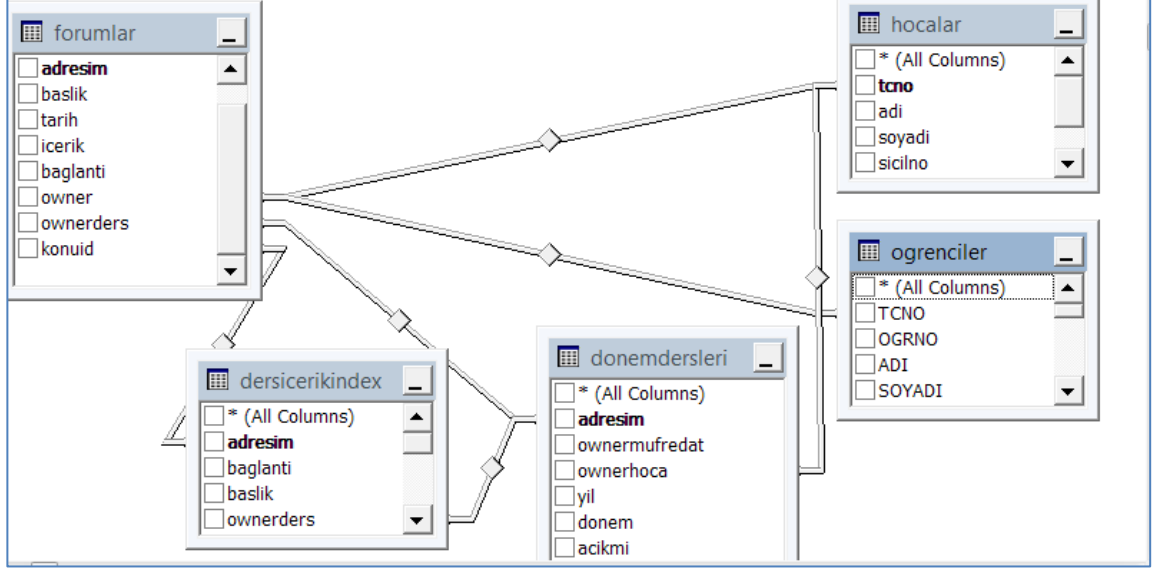 forumlar
adresim
baslik
tarih
icerik
baglanti
owner
ownerders
konuid
hocalar
* (All Columns)
tcno
adi
soyadi
sicilno
ogrenciler
* (All Columns)
TCNO
OGRNO
ADI
SOYADI
dersicerikindex
* (All Columns)
adresim
baglanti
baslik
ownerders
donemdersleri
* (All Columns)
adresim
ownermufredat
ownerhoca
yil
donem
acikmi